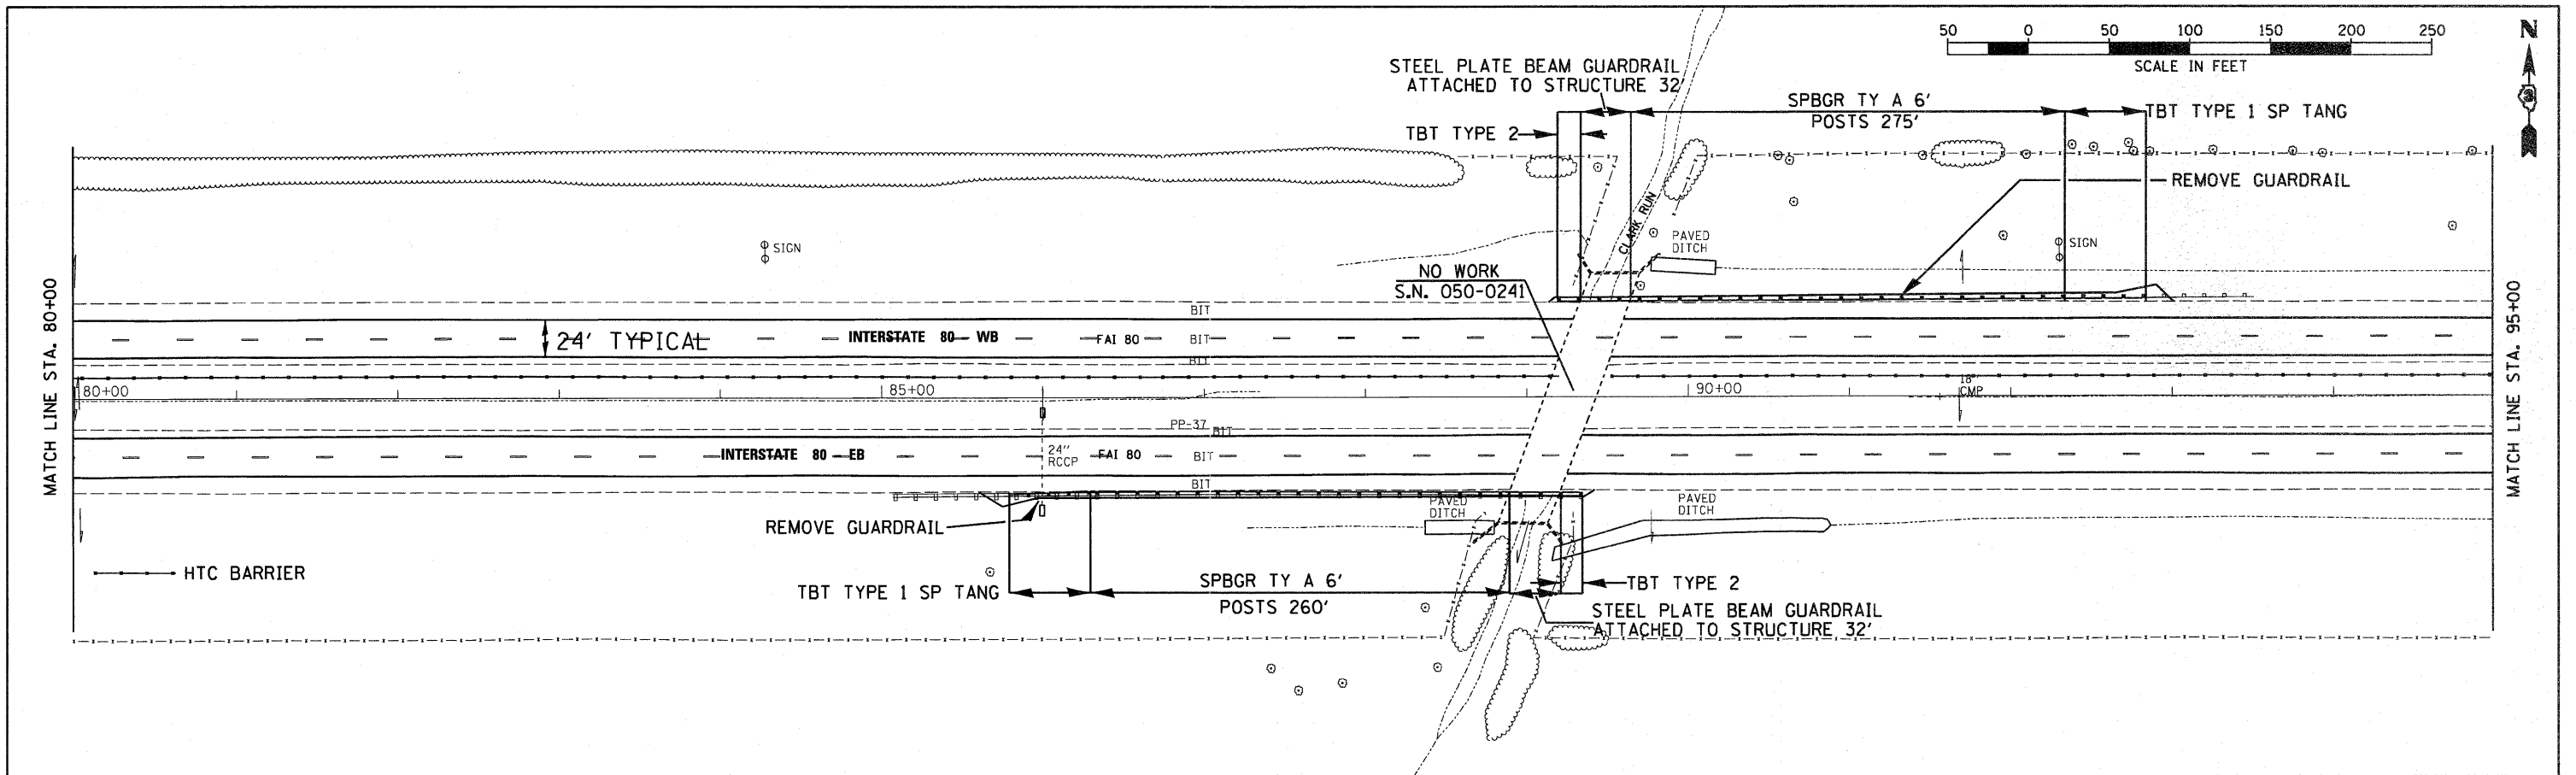 50 0 50 100 150 200 250
SCALE IN FEET
N
3
STEEL PLATE BEAM GUARDRAIL
ATTACHED TO STRUCTURE 32'
SPBGR TY A 6'
POSTS 275'
TBT TYPE 1 SP TANG
TBT TYPE 2
REMOVE GUARDRAIL
CLARK RUN
PAVED
DITCH
SIGN
SIGN
NO WORK
S.N. 050-0241
MATCH LINE STA. 80+00
MATCH LINE STA. 95+00
BIT
24' TYPICAL
INTERSTATE 80 WB
FAI 80
BIT
BIT
80+00
85+00
90+00
18"
CMP
PP-37
BIT
INTERSTATE 80 EB
24"
RCCP
FAI 80
BIT
BIT
PAVED
DITCH
PAVED
DITCH
REMOVE GUARDRAIL
HTC BARRIER
TBT TYPE 1 SP TANG
SPBGR TY A 6'
POSTS 260'
TBT TYPE 2
STEEL PLATE BEAM GUARDRAIL
ATTACHED TO STRUCTURE 32'